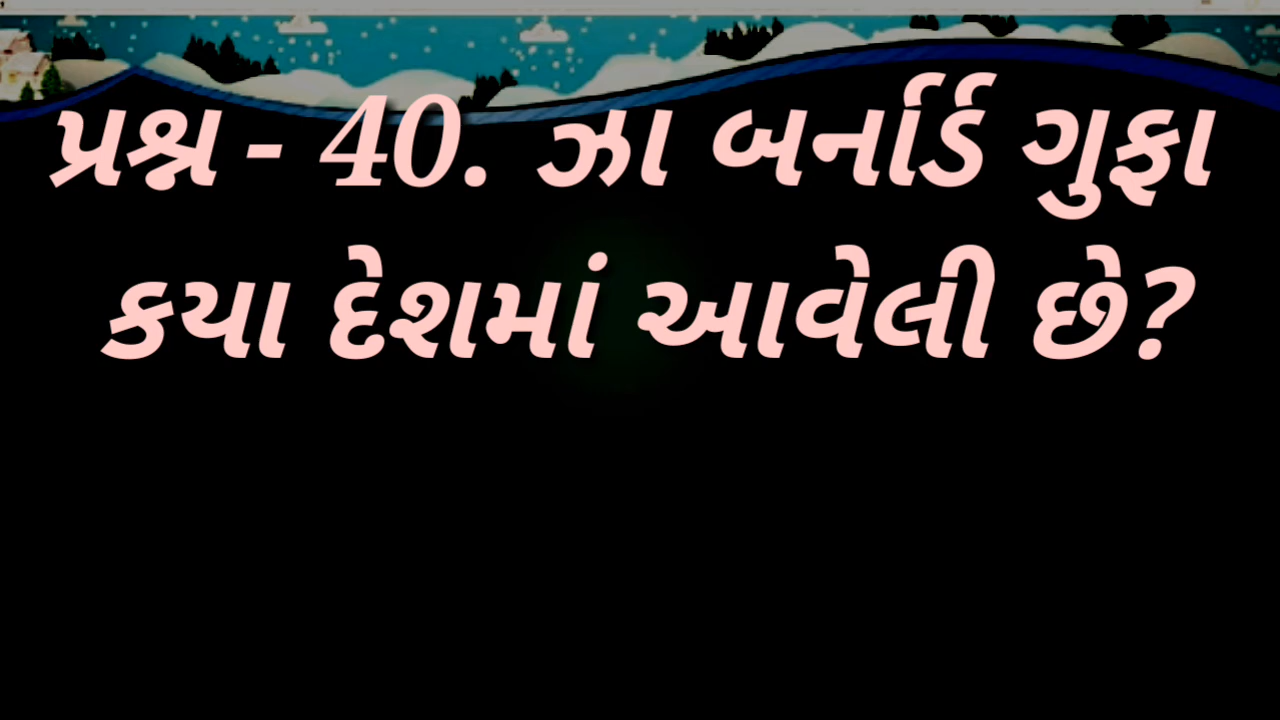 પ્રશ્ન - 40. ઝા બર્નાર્ડ ગુફા
કયા દેશમાં આવેલી છે?